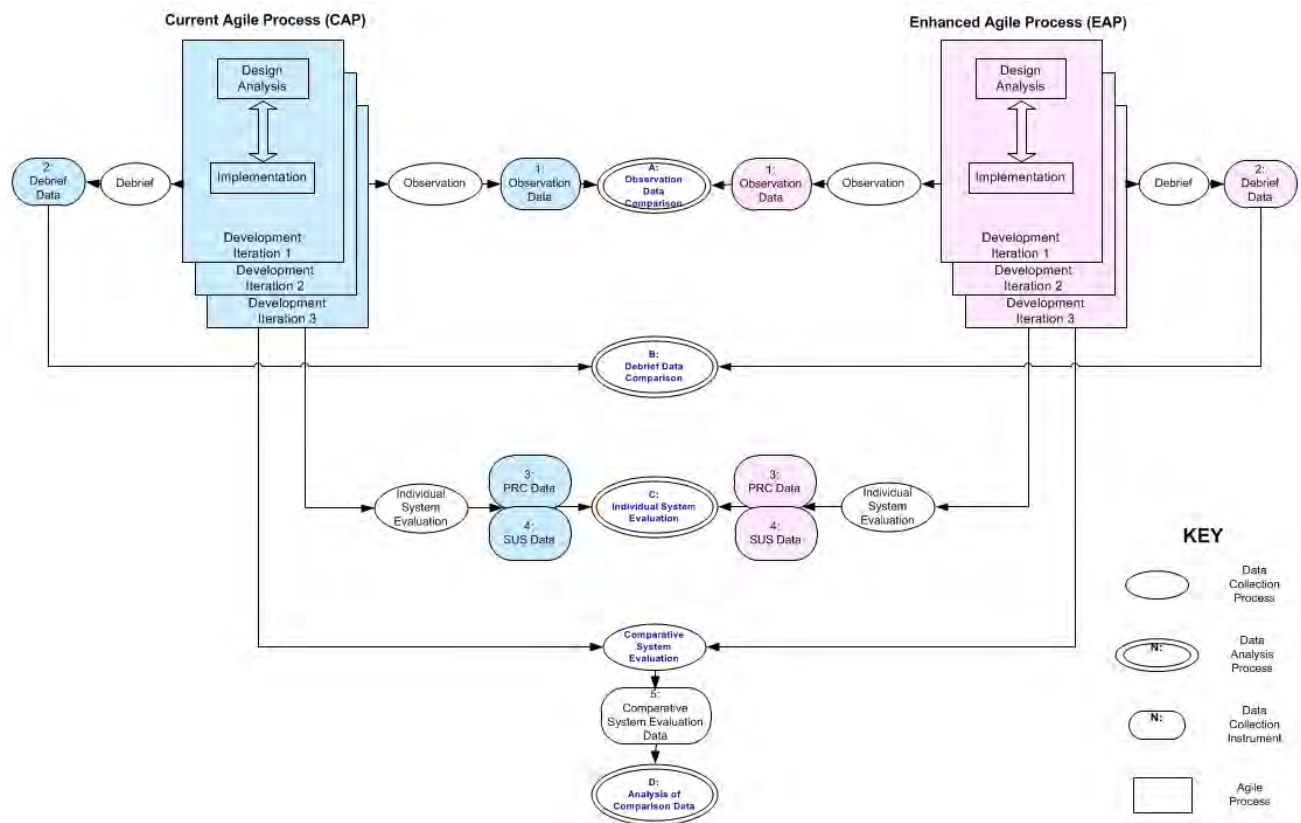 Current Agile Process (CAP)
Enhanced Agile Process (EAP)
Design
Analysis
Implementation
Development
Iteration 1
Development
Iteration 2
Development
Iteration 3
2:
Debrief
Data
Debrief
Observation
1:
Observation
Data
A:
Observation
Data
Comparison
1:
Observation
Data
Observation
Design
Analysis
Implementation
Development
Iteration 1
Development
Iteration 2
Development
Iteration 3
Debrief
2:
Debrief
Data
B:
Debrief Data
Comparison
Individual
System
Evaluation
3:
PRC Data
4:
SUS Data
C:
Individual System
Evaluation
3:
PRC Data
4:
SUS Data
Individual
System
Evaluation
Comparative
System
Evaluation
5:
Comparative
System Evaluation
Data
D:
Analysis of
Comparison Data
KEY
Data
Collection
Process
N:
Data
Analysis
Process
N:
Data
Collection
Instrument
Agile
Process